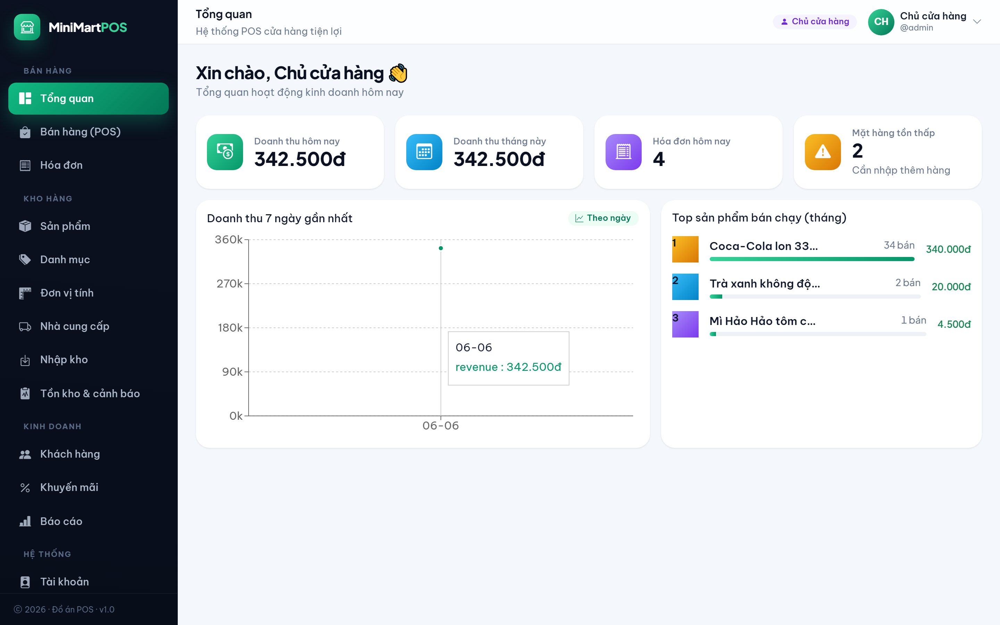 MiniMartPOS
BÁN HÀNG
Tổng quan
Bán hàng (POS)
Hóa đơn
KHO HÀNG
Sản phẩm
Danh mục
Đơn vị tính
Nhà cung cấp
Nhập kho
Tồn kho & cảnh báo
KINH DOANH
Khách hàng
Khuyến mãi
Báo cáo
HỆ THỐNG
Tài khoản
© 2026 · Đồ án POS · v1.0
Tổng quan
Hệ thống POS cửa hàng tiện lợi
Chủ cửa hàng
CH
Chủ cửa hàng
@admin
Xin chào, Chủ cửa hàng 👋
Tổng quan hoạt động kinh doanh hôm nay
Doanh thu hôm nay
342.500đ
Doanh thu tháng này
342.500đ
Hóa đơn hôm nay
4
Mặt hàng tồn thấp
2
Cần nhập thêm hàng
Doanh thu 7 ngày gần nhất
Theo ngày
360k
270k
180k
90k
0k
06-06
revenue : 342.500đ
06-06
Top sản phẩm bán chạy (tháng)
1
Coca-Cola lon 33...
34 bán
340.000đ
2
Trà xanh không độ...
2 bán
20.000đ
3
Mì Hảo Hảo tôm c...
1 bán
4.500đ